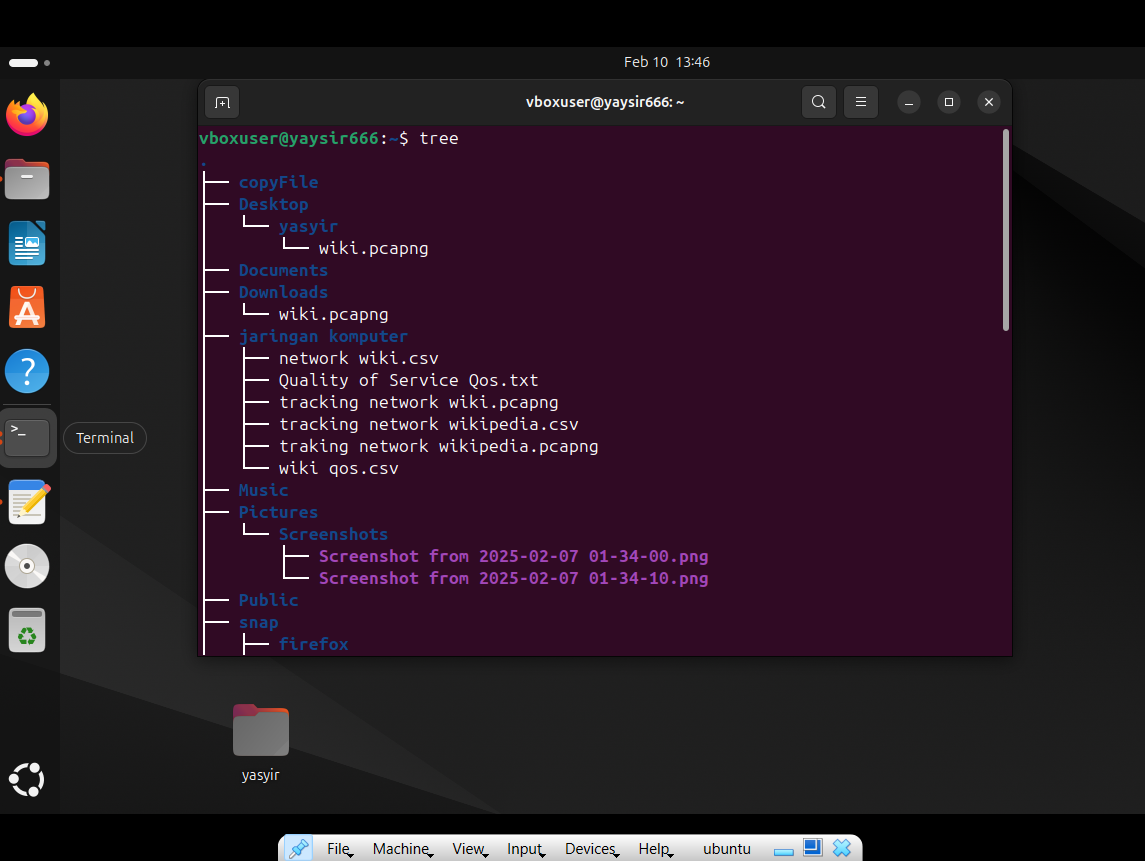 Feb 10 13:46
vboxuser@yaysir666: ~
vboxuser@yaysir666:~$ tree
.
├── copyFile
├── Desktop
│   └── yasyir
│       └── wiki.pcapng
├── Documents
├── Downloads
│   └── wiki.pcapng
├── jaringan komputer
│   ├── network wiki.csv
│   ├── Quality of Service Qos.txt
│   ├── tracking network wiki.pcapng
│   ├── tracking network wikipedia.csv
│   ├── traking network wikipedia.pcapng
│   └── wiki qos.csv
├── Music
├── Pictures
│   └── Screenshots
│       ├── Screenshot from 2025-02-07 01-34-00.png
│       └── Screenshot from 2025-02-07 01-34-10.png
├── Public
├── snap
│   ├── firefox
Terminal
yasyir
File Machine View Input Devices Help ubuntu